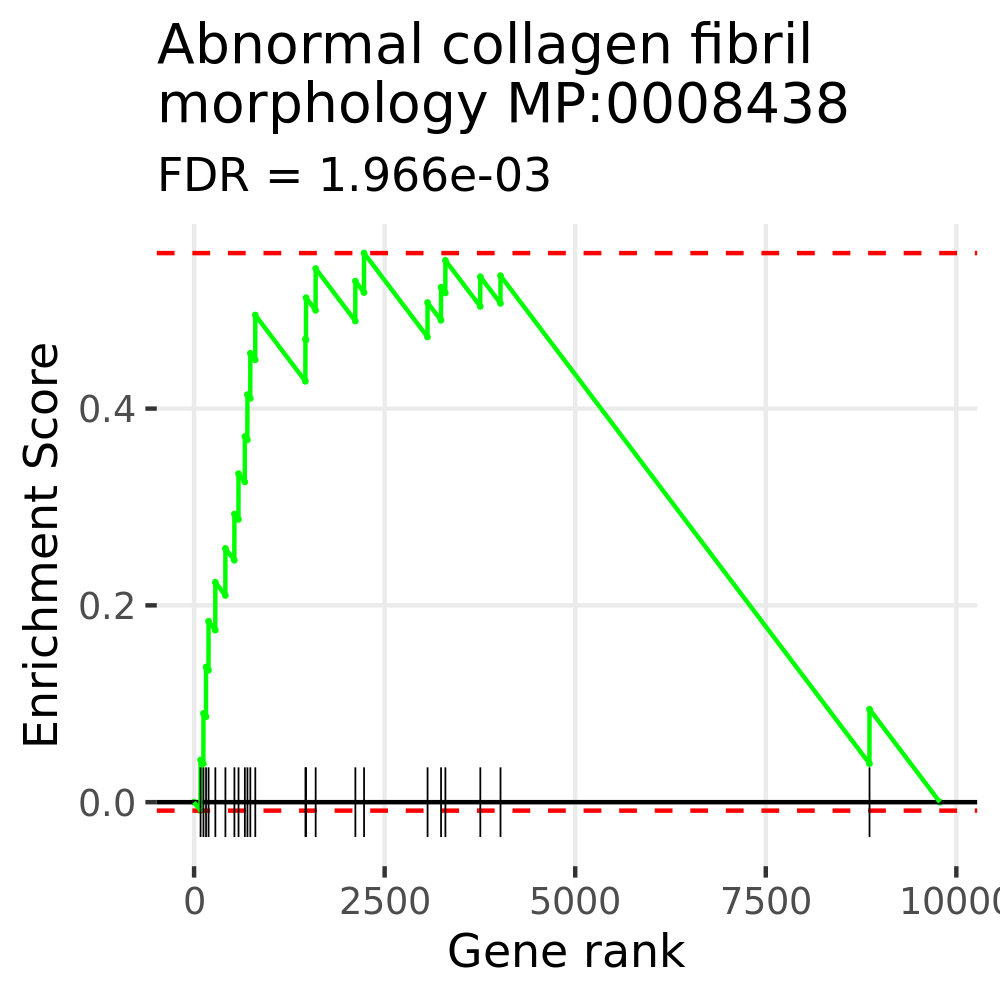 Abnormal collagen fibril
morphology MP:0008438
FDR = 1.966e-03
Enrichment Score
0.4
0.2
0.0
0
2500
5000
7500
10000
Gene rank